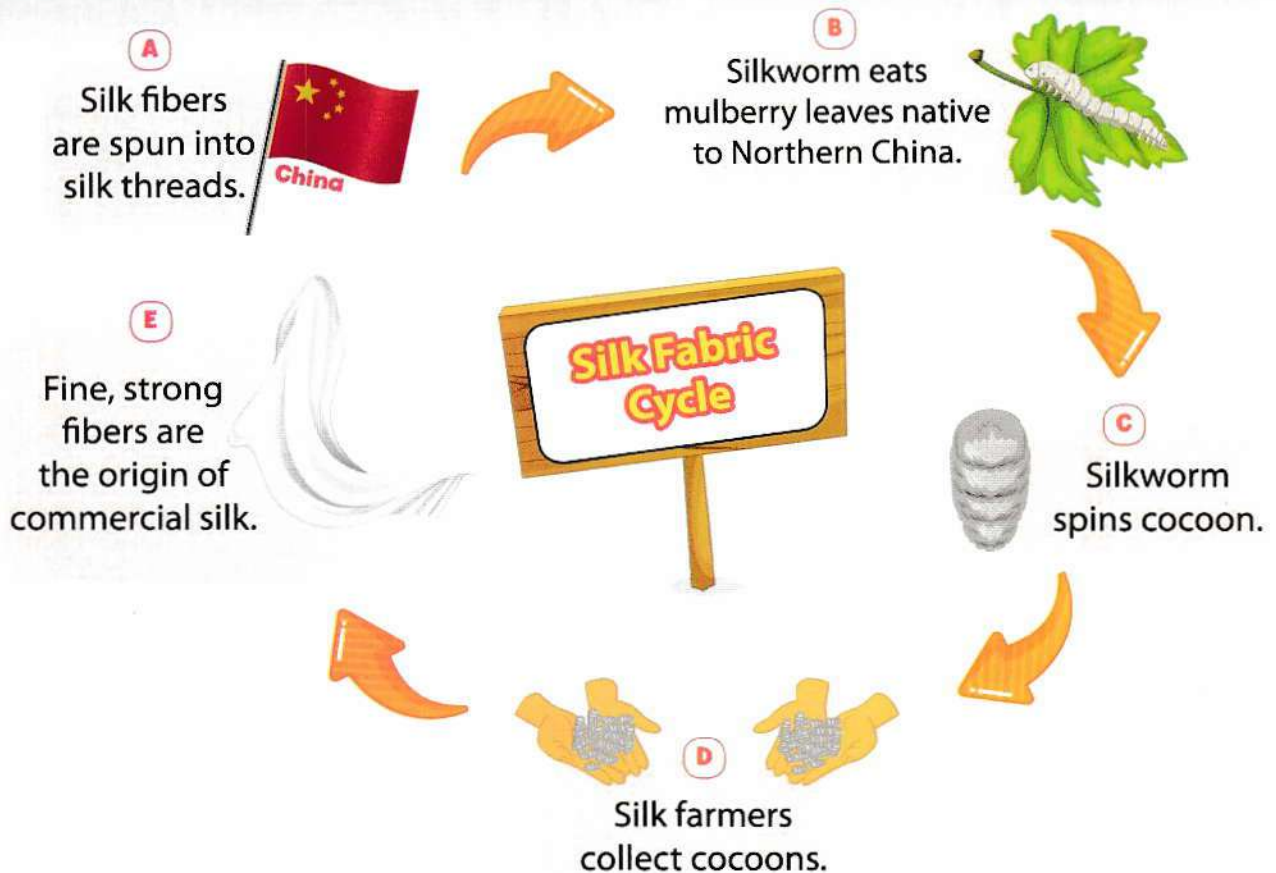 A
Silk fibers
are spun into
silk threads.
China
B
Silkworm eats
mulberry leaves native
to Northern China.
C
Silkworm
spins cocoon.
D
Silk farmers
collect cocoons.
E
Fine, strong
fibers are
the origin of
commercial silk.
Silk Fabric
Cycle